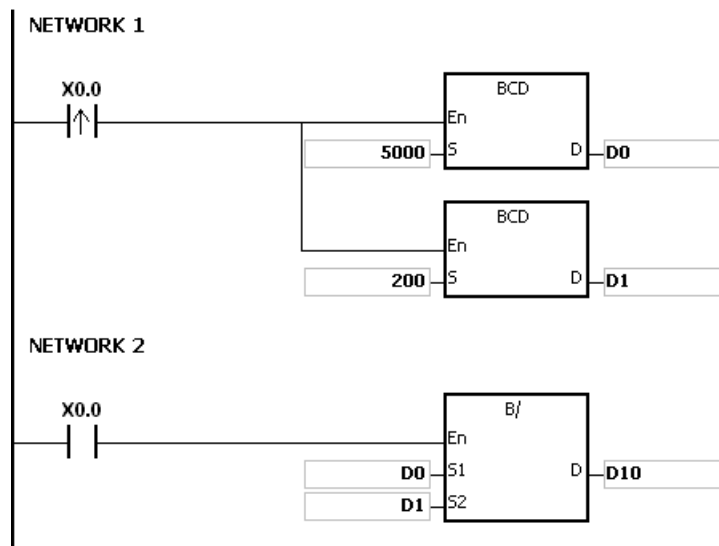 NETWORK 1
X0.0
BCD
En
5000 S D D0
BCD
En
200 S D D1
NETWORK 2
X0.0
B/
En
D0 S1 D D10
D1 S2